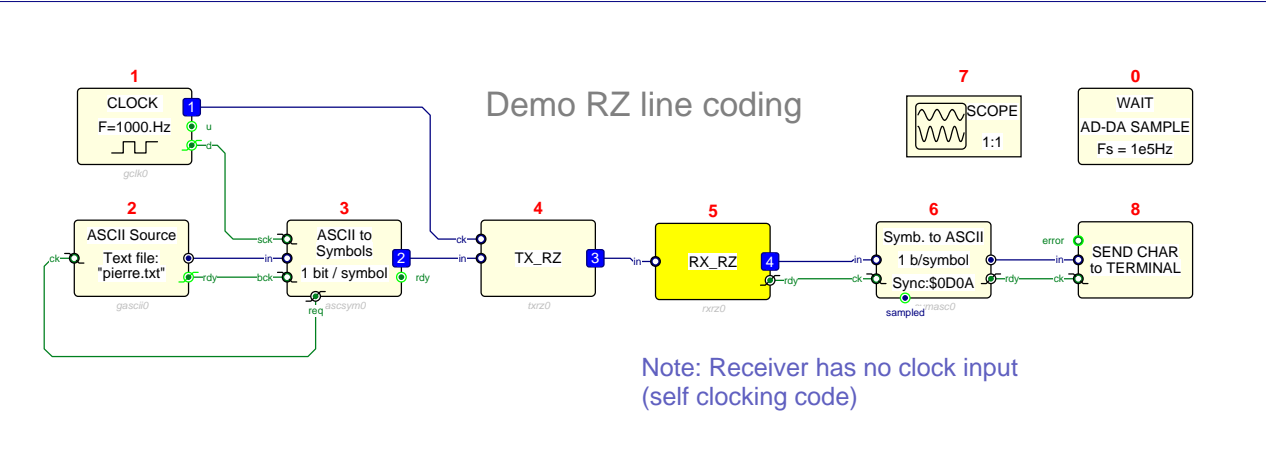 1
7
0
CLOCK
F=1000.Hz
1
u
d
gclk0
Demo RZ line coding
SCOPE
1:1
WAIT
AD-DA SAMPLE
Fs = 1e5Hz
2
3
4
5
6
8
ck
ASCII Source
Text file:
"pierre.txt"
rdy
gascii0
sck
in
bck
ASCII to
Symbols
1 bit / symbol
2
rdy
req
ascsym0
ck
in
TX_RZ
3
txrz0
in
RX_RZ
4
rdy
rxrz0
in
ck
Symb. to ASCII
1 b/symbol
Sync:$0D0A
sampled
rdy
error
in
ck
SEND CHAR
to TERMINAL
Note: Receiver has no clock input
(self clocking code)